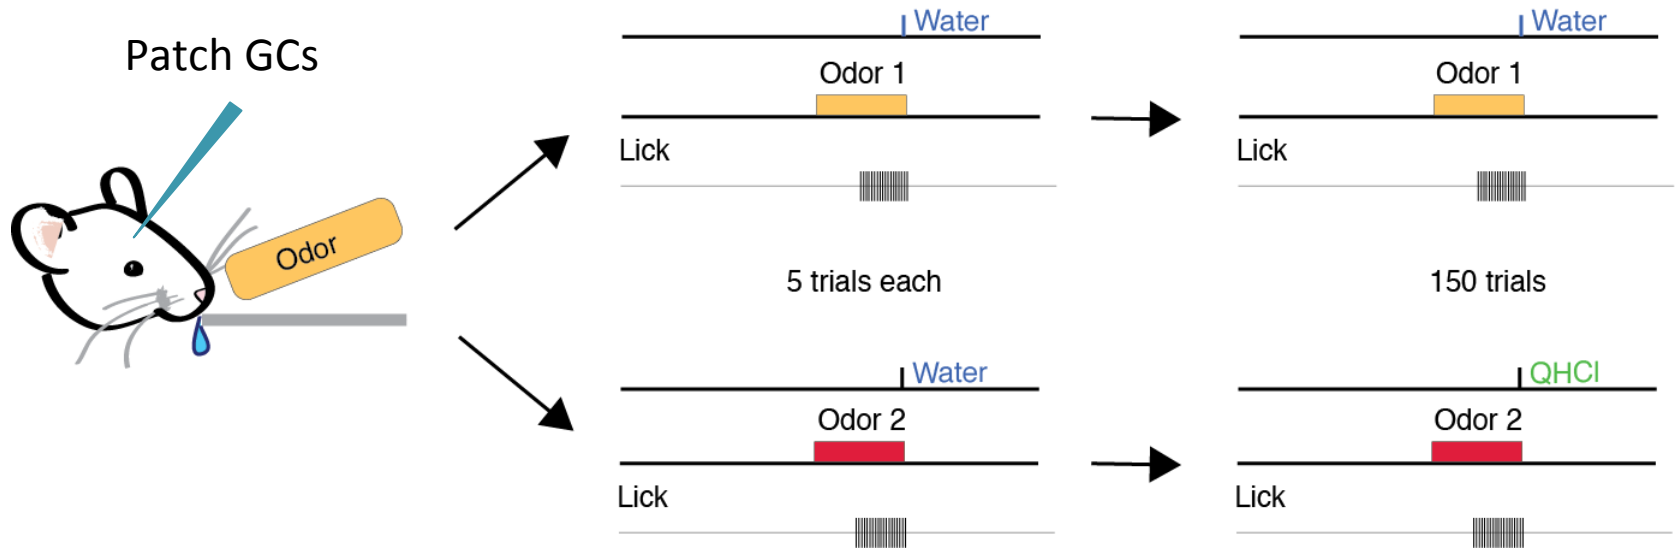 Patch GCs
Odor
Water
Odor 1
Lick
Water
Odor 1
Lick
5 trials each
150 trials
Water
Odor 2
Lick
QHCl
Odor 2
Lick